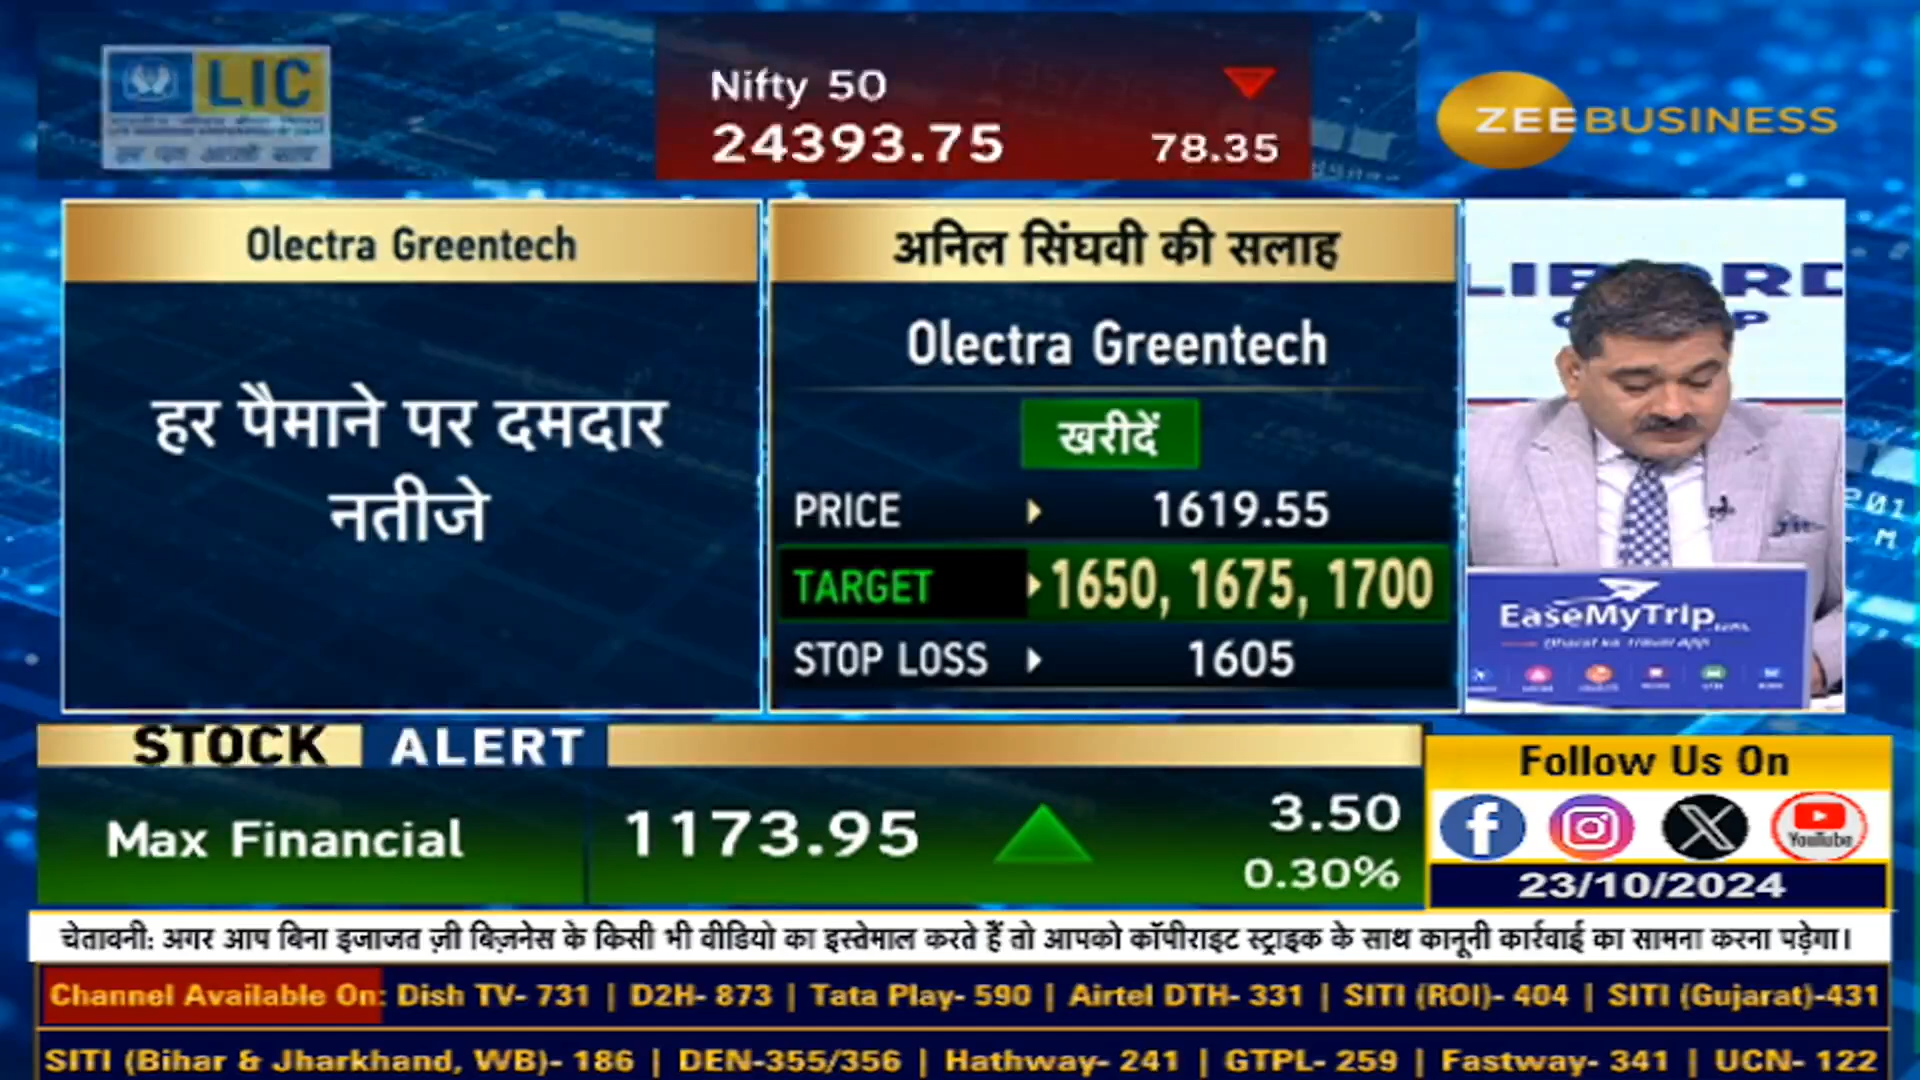 LIC
Nifty 50
24393.75
78.35
ZEEBUSINESS
Olectra Greentech
हर पैमाने पर दमदार
नतीजे
अनिल सिंघवी की सलाह
Olectra Greentech
खरीदें
PRICE 1619.55
TARGET 1650, 1675, 1700
STOP LOSS 1605
EaseMyTrip
STOCK ALERT
Max Financial
1173.95
3.50
0.30%
Follow Us On
YouTube
23/10/2024
चेतावनी: अगर आप बिना इजाजत ज़ी बिज़नेस के किसी भी वीडियो का इस्तेमाल करते हैं तो आपको कॉपीराइट स्ट्राइक के साथ कानूनी कार्रवाई का सामना करना पड़ेगा।
Channel Available On: Dish TV- 731 | D2H- 873 | Tata Play- 590 | Airtel DTH- 331 | SITI (ROI)- 404 | SITI (Gujarat)-431
SITI (Bihar & Jharkhand, WB)- 186 | DEN-355/356 | Hathway- 241 | GTPL- 259 | Fastway- 341 | UCN- 122